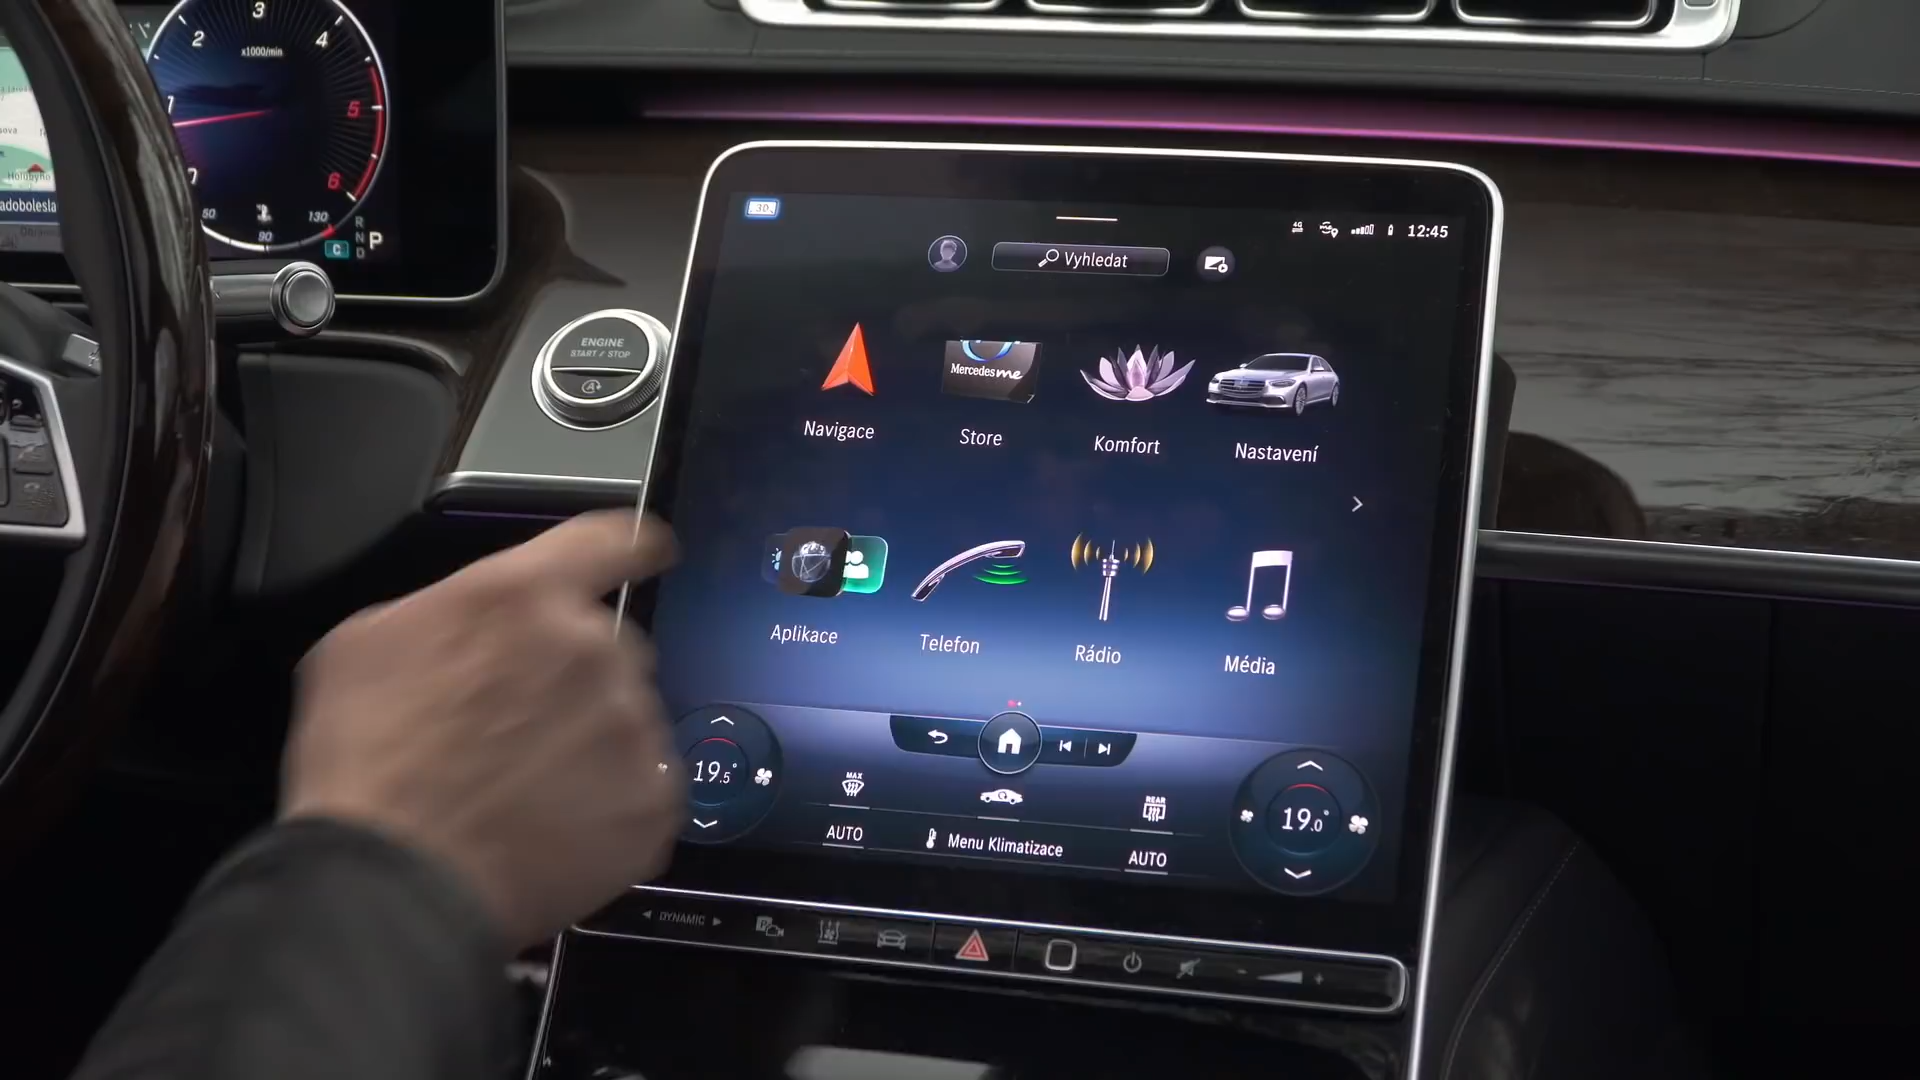 3
2
4
x1000/min
1
5
6
50
130
90
R
N
D
P
C
Holubyho
ENGINE
START / STOP
A
3D
4G
12:45
Vyhledat
Mercedes me
Navigace
Store
Komfort
Nastavení
Aplikace
Telefon
Rádio
Média
19.5°
19.0°
MAX
REAR
AUTO
Menu Klimatizace
AUTO
DYNAMIC